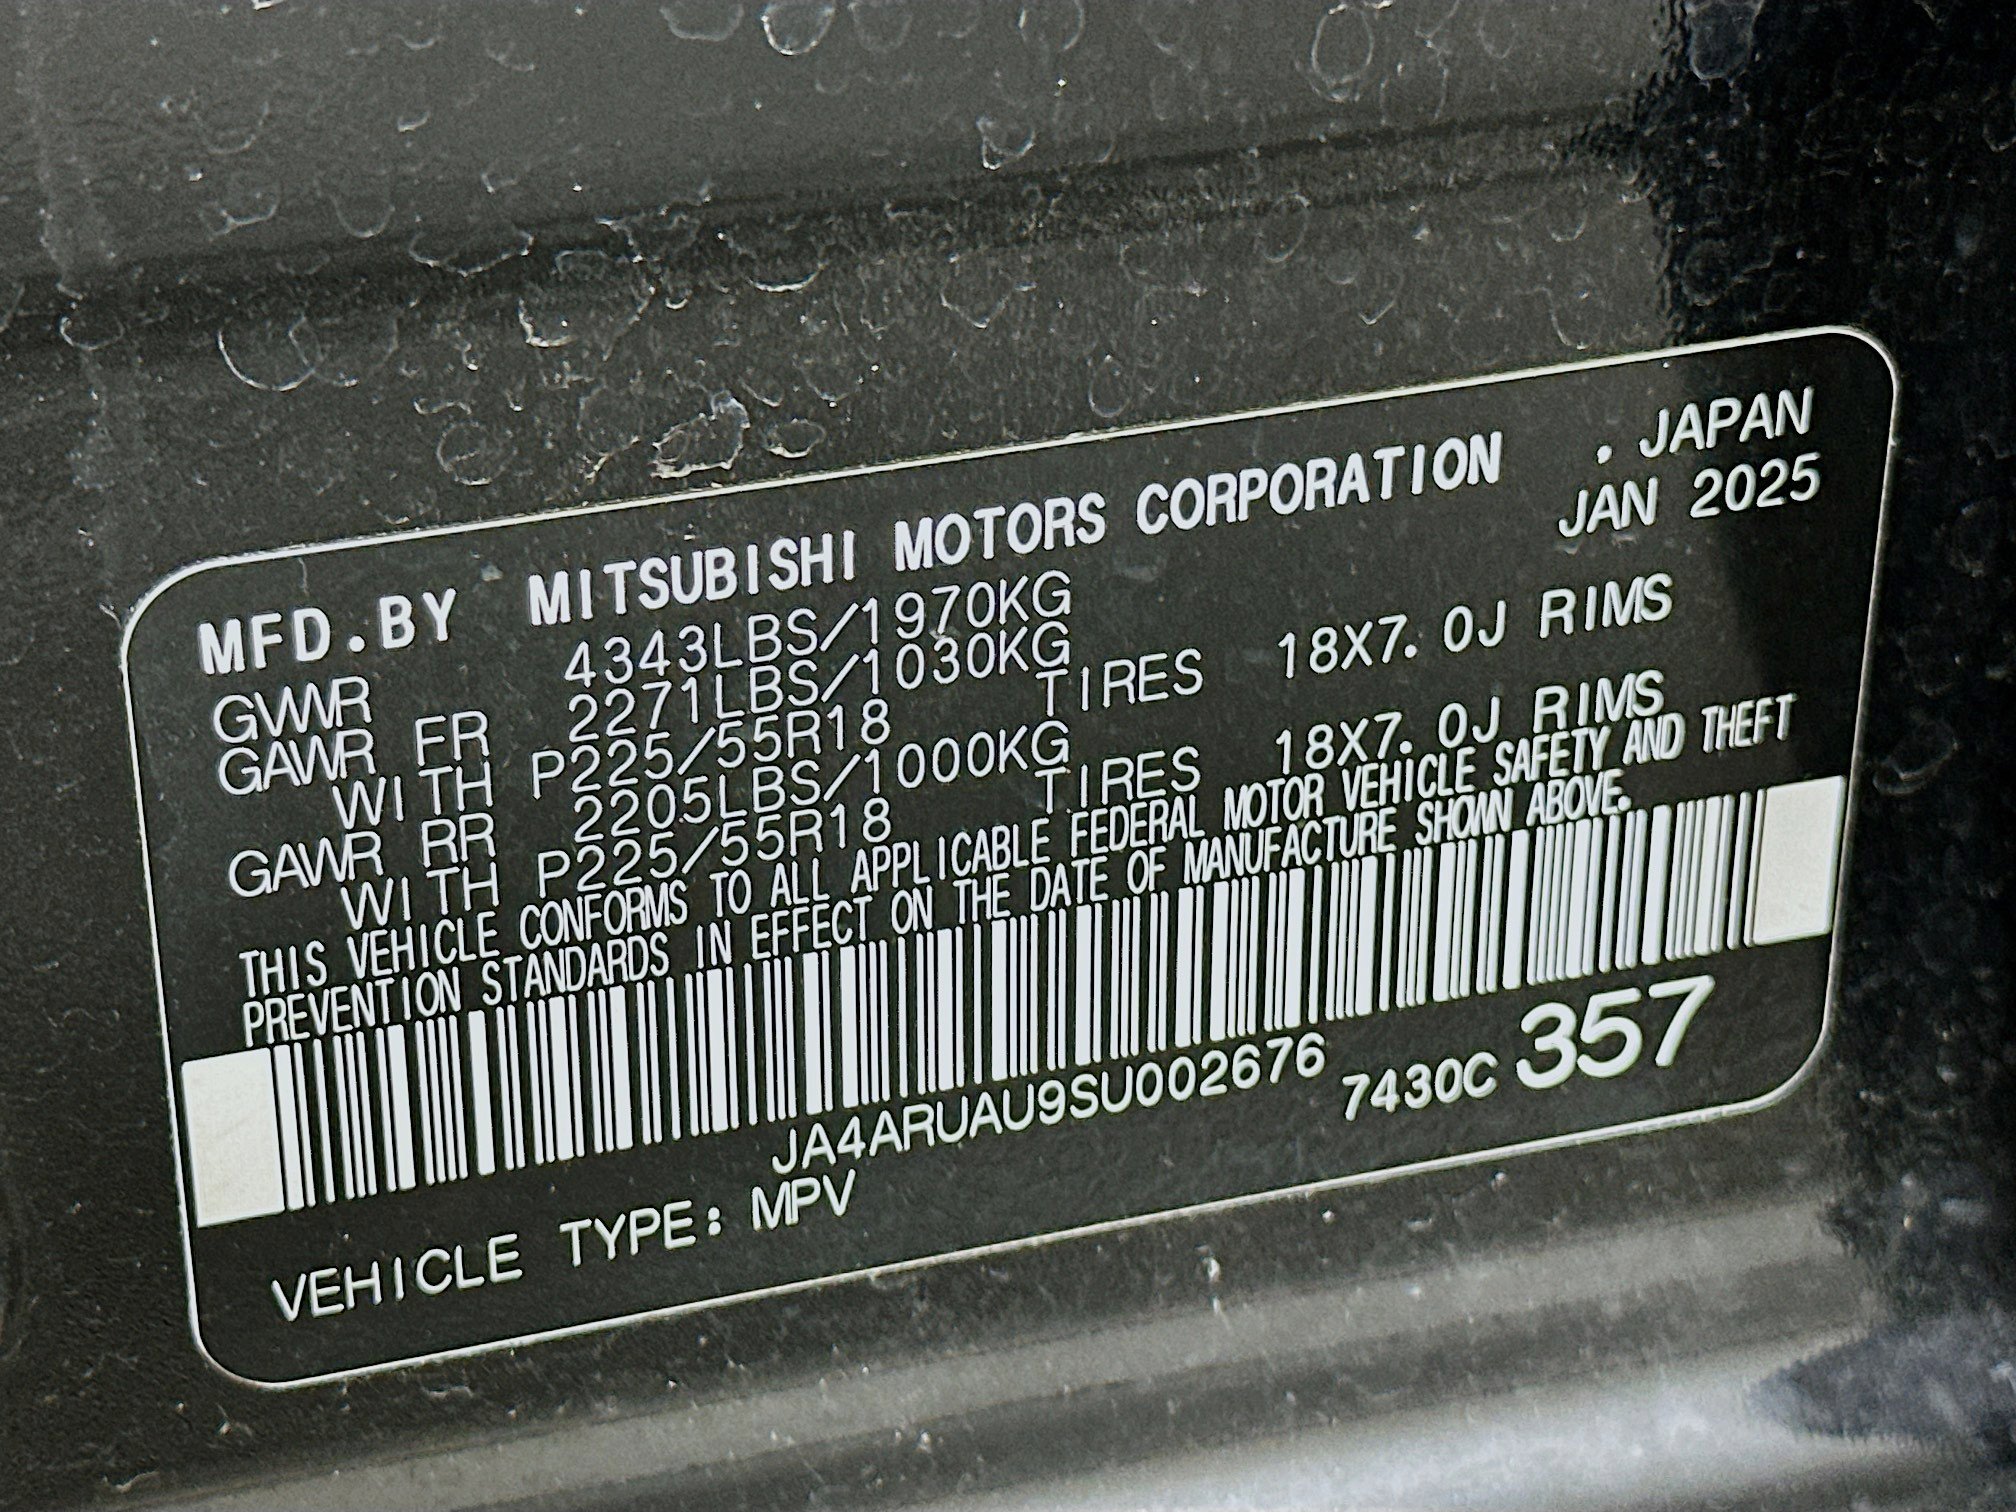 MFD.BY MITSUBISHI MOTORS CORPORATION . JAPAN
JAN 2025
GVWR 4343LBS/1970KG
GAWR FR 2271LBS/1030KG
WITH P225/55R18 TIRES 18X7.0J RIMS
GAWR RR 2205LBS/1000KG
WITH P225/55R18 TIRES 18X7.0J RIMS
THIS VEHICLE CONFORMS TO ALL APPLICABLE FEDERAL MOTOR VEHICLE SAFETY AND THEFT
PREVENTION STANDARDS IN EFFECT ON THE DATE OF MANUFACTURE SHOWN ABOVE.
JA4ARUAU9SU002676 7430C 357
VEHICLE TYPE: MPV